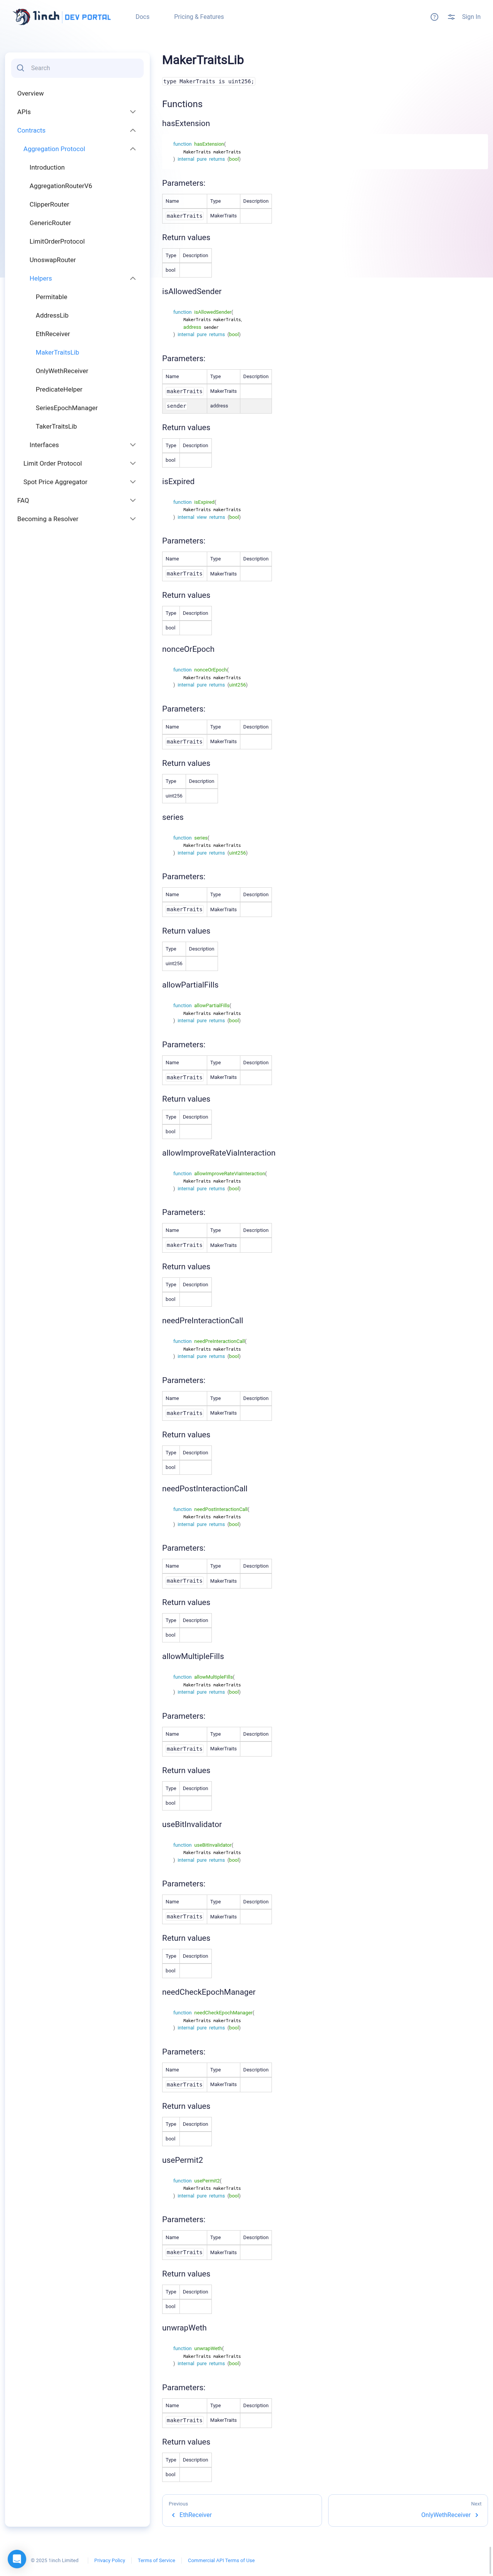 1inch DEV PORTAL
Docs
Pricing & Features
Sign In
Search
Overview
APIs
Contracts
Aggregation Protocol
Introduction
AggregationRouterV6
ClipperRouter
GenericRouter
LimitOrderProtocol
UnoswapRouter
Helpers
Permitable
AddressLib
EthReceiver
MakerTraitsLib
OnlyWethReceiver
PredicateHelper
SeriesEpochManager
TakerTraitsLib
Interfaces
Limit Order Protocol
Spot Price Aggregator
FAQ
Becoming a Resolver
MakerTraitsLib
type MakerTraits is uint256;
Functions
hasExtension
function hasExtension(
MakerTraits makerTraits
) internal pure returns (bool)
Parameters:
Name Type Description
makerTraits MakerTraits
Return values
Type Description
bool
isAllowedSender
function isAllowedSender(
MakerTraits makerTraits,
address sender
) internal pure returns (bool)
Parameters:
Name Type Description
makerTraits MakerTraits
sender address
Return values
Type Description
bool
isExpired
function isExpired(
MakerTraits makerTraits
) internal view returns (bool)
Parameters:
Name Type Description
makerTraits MakerTraits
Return values
Type Description
bool
nonceOrEpoch
function nonceOrEpoch(
MakerTraits makerTraits
) internal pure returns (uint256)
Parameters:
Name Type Description
makerTraits MakerTraits
Return values
Type Description
uint256
series
function series(
MakerTraits makerTraits
) internal pure returns (uint256)
Parameters:
Name Type Description
makerTraits MakerTraits
Return values
Type Description
uint256
allowPartialFills
function allowPartialFills(
MakerTraits makerTraits
) internal pure returns (bool)
Parameters:
Name Type Description
makerTraits MakerTraits
Return values
Type Description
bool
allowImproveRateViaInteraction
function allowImproveRateViaInteraction(
MakerTraits makerTraits
) internal pure returns (bool)
Parameters:
Name Type Description
makerTraits MakerTraits
Return values
Type Description
bool
needPreInteractionCall
function needPreInteractionCall(
MakerTraits makerTraits
) internal pure returns (bool)
Parameters:
Name Type Description
makerTraits MakerTraits
Return values
Type Description
bool
needPostInteractionCall
function needPostInteractionCall(
MakerTraits makerTraits
) internal pure returns (bool)
Parameters:
Name Type Description
makerTraits MakerTraits
Return values
Type Description
bool
allowMultipleFills
function allowMultipleFills(
MakerTraits makerTraits
) internal pure returns (bool)
Parameters:
Name Type Description
makerTraits MakerTraits
Return values
Type Description
bool
useBitInvalidator
function useBitInvalidator(
MakerTraits makerTraits
) internal pure returns (bool)
Parameters:
Name Type Description
makerTraits MakerTraits
Return values
Type Description
bool
needCheckEpochManager
function needCheckEpochManager(
MakerTraits makerTraits
) internal pure returns (bool)
Parameters:
Name Type Description
makerTraits MakerTraits
Return values
Type Description
bool
usePermit2
function usePermit2(
MakerTraits makerTraits
) internal pure returns (bool)
Parameters:
Name Type Description
makerTraits MakerTraits
Return values
Type Description
bool
unwrapWeth
function unwrapWeth(
MakerTraits makerTraits
) internal pure returns (bool)
Parameters:
Name Type Description
makerTraits MakerTraits
Return values
Type Description
bool
Previous
EthReceiver
Next
OnlyWethReceiver
© 2025 1inch Limited
Privacy Policy
Terms of Service
Commercial API Terms of Use